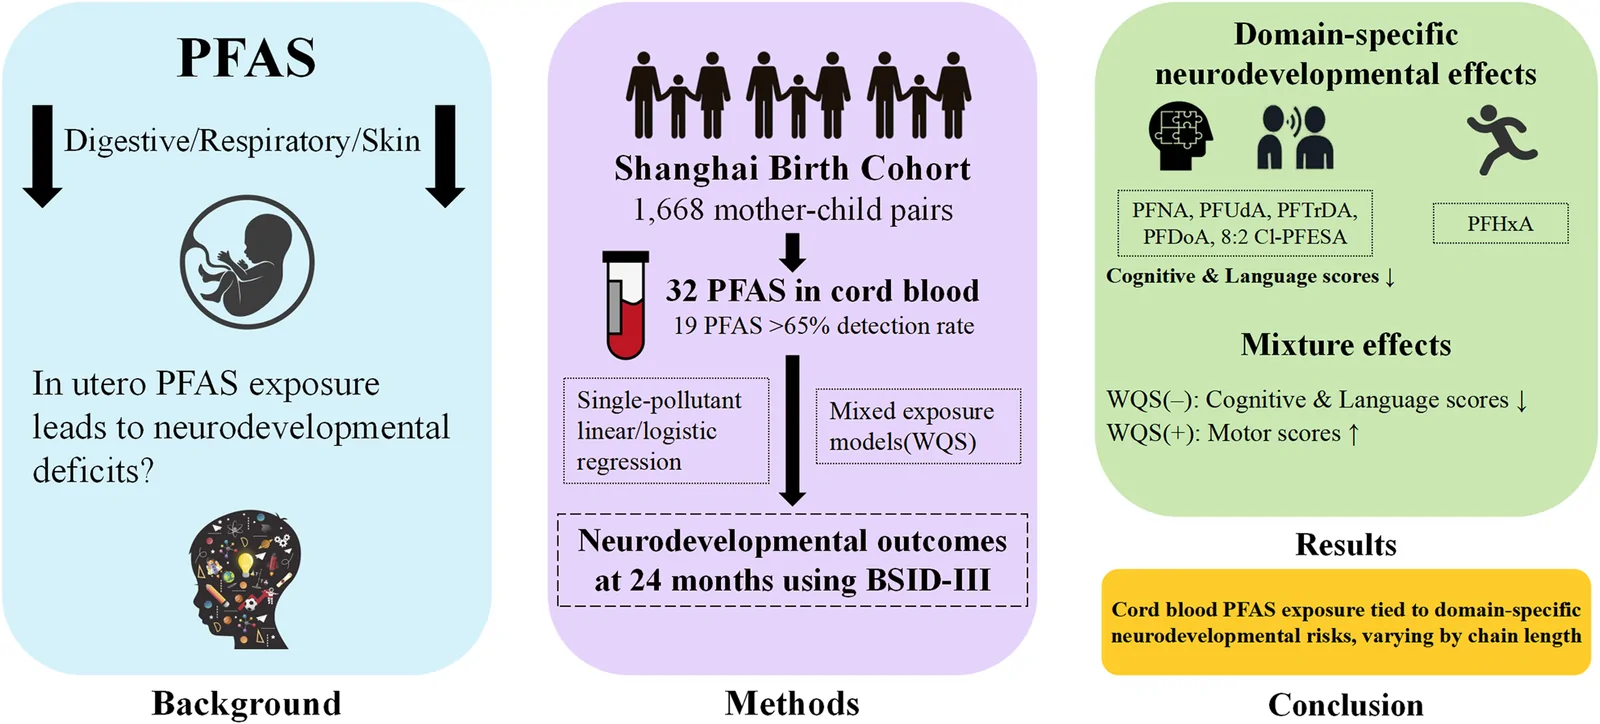 PFAS
Digestive/Respiratory/Skin
In utero PFAS exposure
leads to neurodevelopmental
deficits?
Background
Shanghai Birth Cohort
1,668 mother-child pairs
32 PFAS in cord blood
19 PFAS >65% detection rate
Single-pollutant
linear/logistic
regression
Mixed exposure
models(WQS)
Neurodevelopmental outcomes
at 24 months using BSID-III
Methods
Domain-specific
neurodevelopmental effects
PFNA, PFUdA, PFTrDA,
PFDoA, 8:2 Cl-PFESA
Cognitive & Language scores ↓
PFHxA
Mixture effects
WQS(–): Cognitive & Language scores ↓
WQS(+): Motor scores ↑
Results
Cord blood PFAS exposure tied to domain-specific
neurodevelopmental risks, varying by chain length
Conclusion